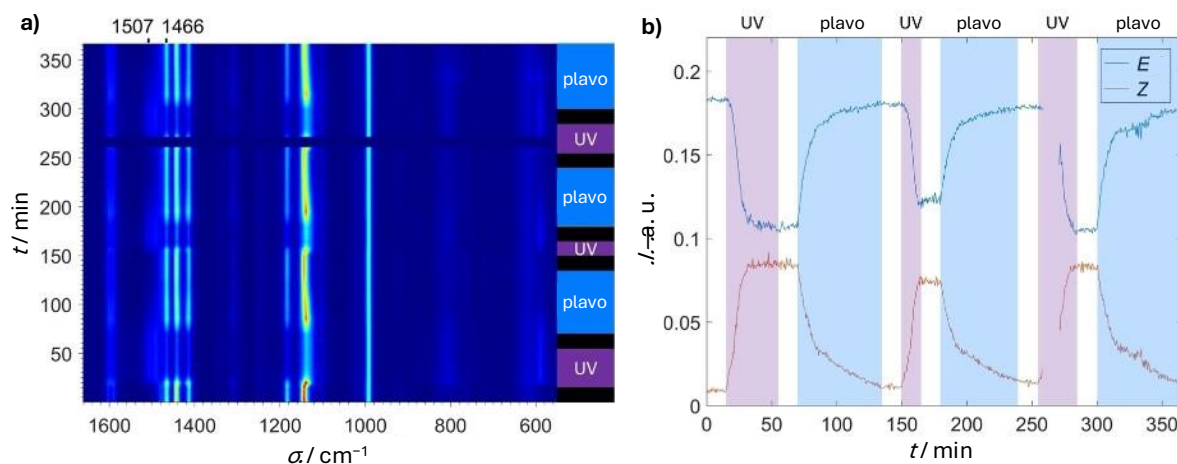 a)
1507 1466
350
300
250
200
150
100
50
t / min
1600 1400 1200 1000 800 600
σ / cm⁻¹
plavo
UV
plavo
UV
plavo
UV
b)
UV plavo UV plavo UV plavo
0.2
0.15
0.1
0.05
0
a. u.
E
Z
0 50 100 150 200 250 300 350
t / min